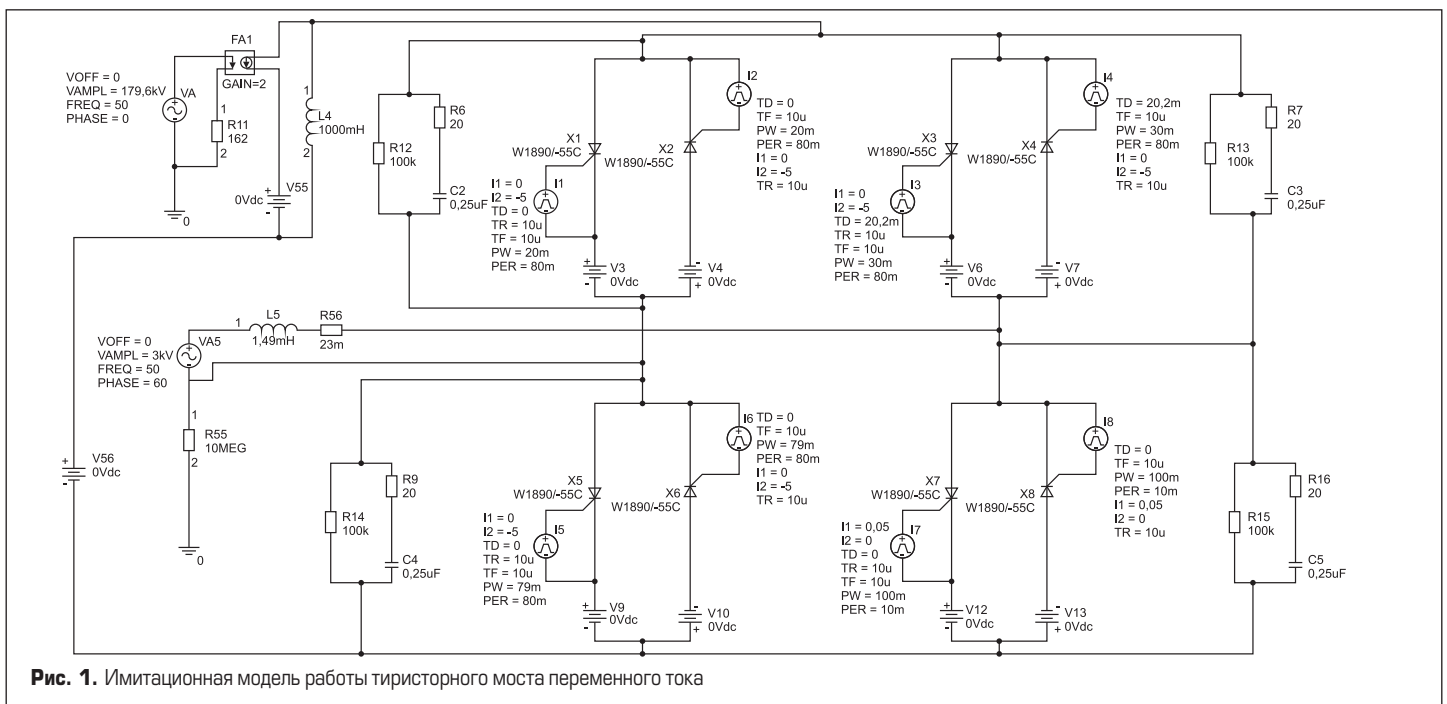 FA1
VOFF = 0
VAMPL = 179,6kV
FREQ = 50
PHASE = 0
VA
GAIN=2
1
R11
162
2
0
1
L4
1000mH
2
0Vdc
+
-
V55
R12
100k
R6
20
C2
0,25uF
X1
W1890/-55C
X2
W1890/-55C
I2
TD = 0
TF = 10u
PW = 20m
PER = 80m
I1 = 0
I2 = -5
TR = 10u
I1
I1 = 0
I2 = -5
TD = 0
TR = 10u
TF = 10u
PW = 20m
PER = 80m
+
-
V3
0Vdc
-
+
V4
0Vdc
X3
W1890/-55C
X4
W1890/-55C
I4
TD = 20,2m
TF = 10u
PW = 30m
PER = 80m
I1 = 0
I2 = -5
TR = 10u
I3
I1 = 0
I2 = -5
TD = 20,2m
TR = 10u
TF = 10u
PW = 30m
PER = 80m
+
-
V6
0Vdc
-
+
V7
0Vdc
R7
20
R13
100k
C3
0,25uF
VOFF = 0
VAMPL = 3kV
FREQ = 50
PHASE = 60
VA5
1
L5
1,49mH
R56
23m
1
R55
10MEG
2
0
+
-
V56
0Vdc
R14
100k
R9
20
C4
0,25uF
X5
W1890/-55C
X6
W1890/-55C
I6
TD = 0
TF = 10u
PW = 79m
PER = 80m
I1 = 0
I2 = -5
TR = 10u
I5
I1 = 0
I2 = -5
TD = 0
TR = 10u
TF = 10u
PW = 79m
PER = 80m
+
-
V9
0Vdc
-
+
V10
0Vdc
X7
W1890/-55C
X8
W1890/-55C
I8
TD = 0
TF = 10u
PW = 100m
PER = 10m
I1 = 0,05
I2 = 0
TR = 10u
I7
I1 = 0,05
I2 = 0
TD = 0
TR = 10u
TF = 10u
PW = 100m
PER = 10m
+
-
V12
0Vdc
-
+
V13
0Vdc
R16
20
R15
100k
C5
0,25uF
Рис. 1. Имитационная модель работы тиристорного моста переменного тока